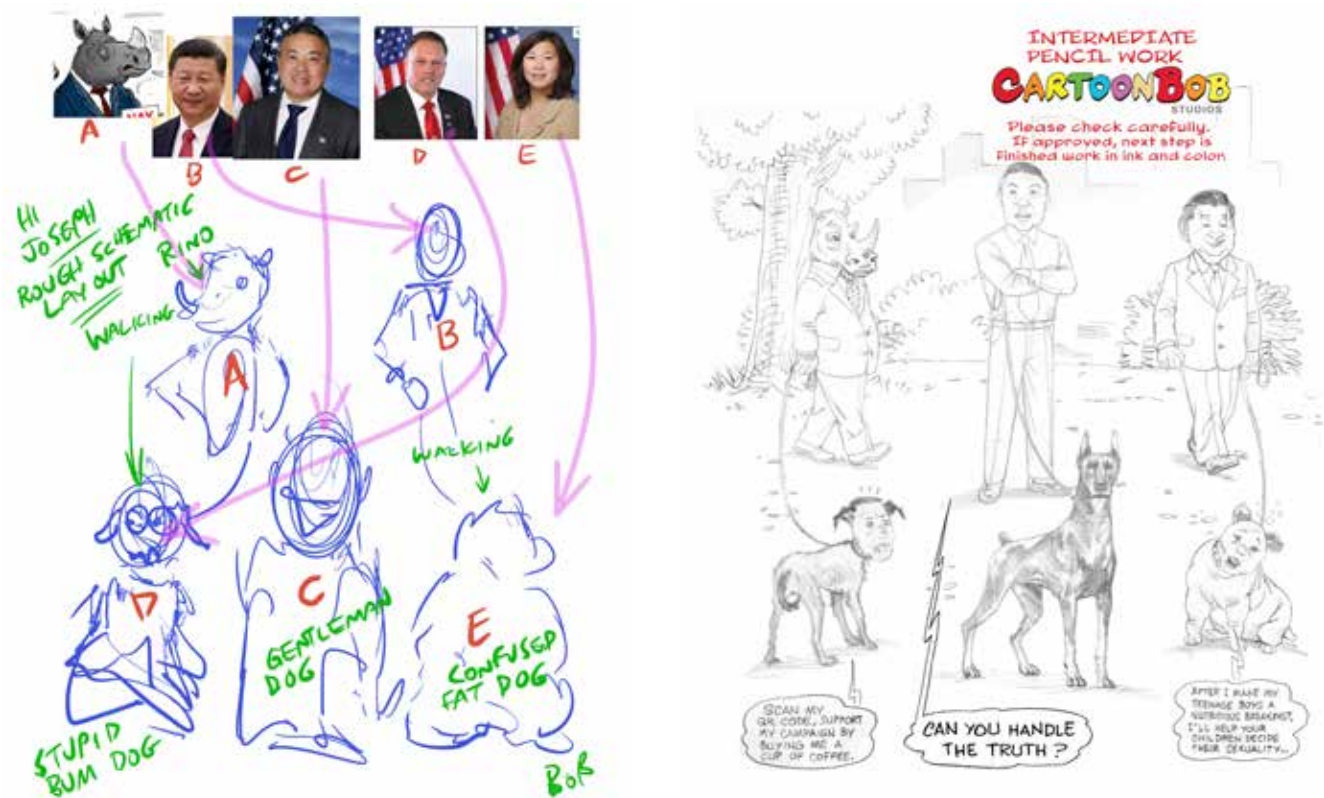 NAY
A
B
C
D
E
HI
JOSEPH
ROUGH SCHEMATIC
LAY OUT
RINO
WALKING
A
B
WALKING
D
C
GENTLEMAN
DOG
E
CONFUSED
FAT DOG
STUPID
BUM DOG
BOB
INTERMEDIATE
PENCIL WORK
CARTOONBOB
STUDIOS
Please check carefully.
If approved, next step is
Finished work in ink and color.
SCAN MY
QR CODE, SUPPORT
MY CAMPAIGN BY
BUYING ME A
CUP OF COFFEE.
CAN YOU HANDLE
THE TRUTH?
AFTER I MAKE MY
TEENAGE BOYS A
NUTRITIOUS BREAKFAST,
I'LL HELP YOUR
CHILDREN DECIDE
THEIR SEXUALITY...